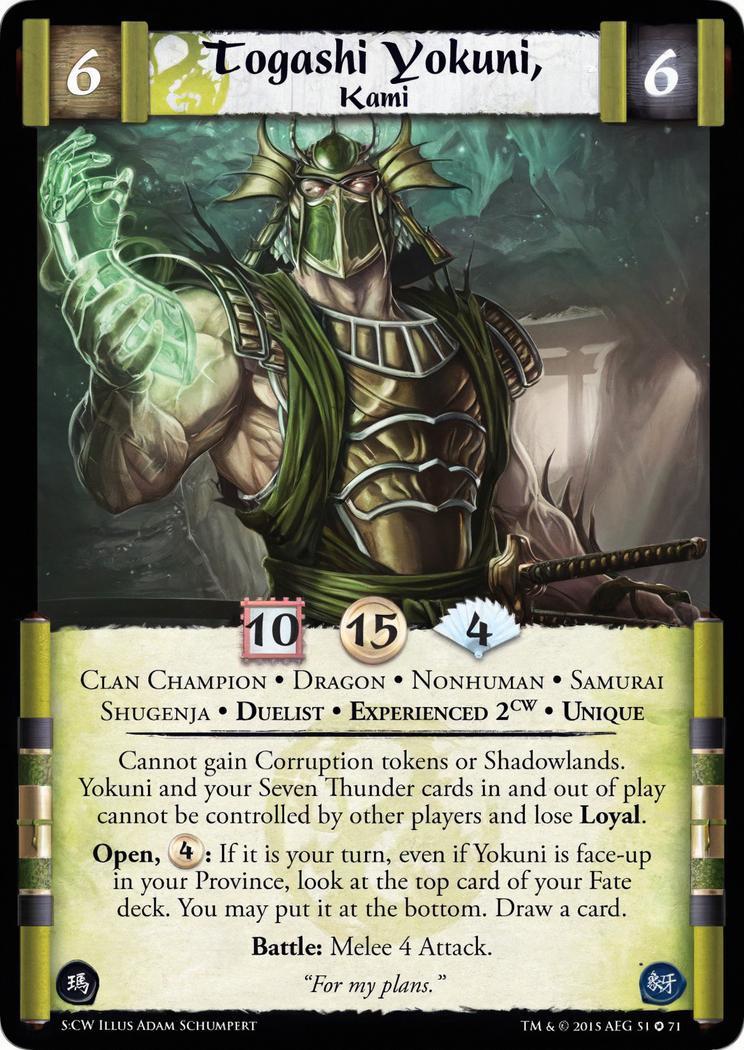 6
Togashi Yokuni,
Kami
6
10 15 4
Clan Champion • Dragon • Nonhuman • Samurai
Shugenja • Duelist • Experienced 2CW • Unique
Cannot gain Corruption tokens or Shadowlands.
Yokuni and your Seven Thunder cards in and out of play
cannot be controlled by other players and lose Loyal.
Open, 4: If it is your turn, even if Yokuni is face-up
in your Province, look at the top card of your Fate
deck. You may put it at the bottom. Draw a card.
Battle: Melee 4 Attack.
"For my plans."
瑪
象牙
S:CW Illus Adam Schumpert
TM & © 2015 AEG 51 ✪ 71